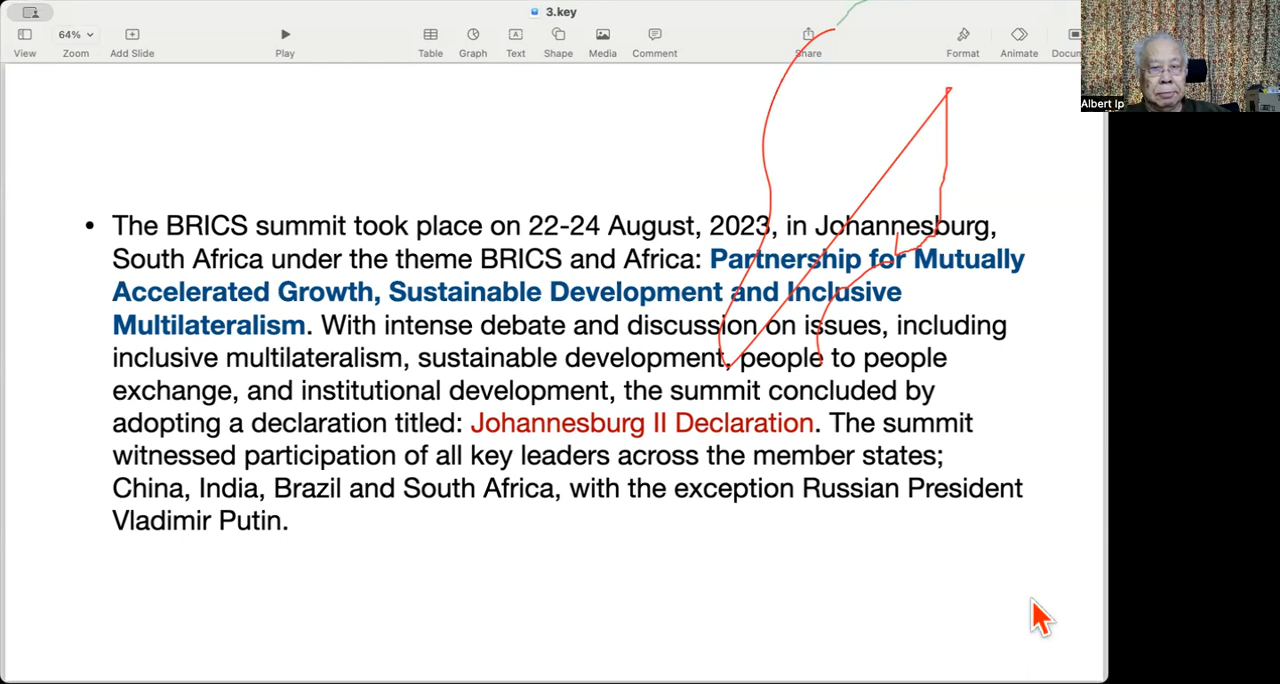 3.key
64%
View
Zoom
Add Slide
Play
Table
Graph
Text
Shape
Media
Comment
Share
Format
Animate
Albert Ip
• The BRICS summit took place on 22-24 August, 2023, in Johannesburg,
South Africa under the theme BRICS and Africa: Partnership for Mutually
Accelerated Growth, Sustainable Development and Inclusive
Multilateralism. With intense debate and discussion on issues, including
inclusive multilateralism, sustainable development, people to people
exchange, and institutional development, the summit concluded by
adopting a declaration titled: Johannesburg II Declaration. The summit
witnessed participation of all key leaders across the member states;
China, India, Brazil and South Africa, with the exception Russian President
Vladimir Putin.